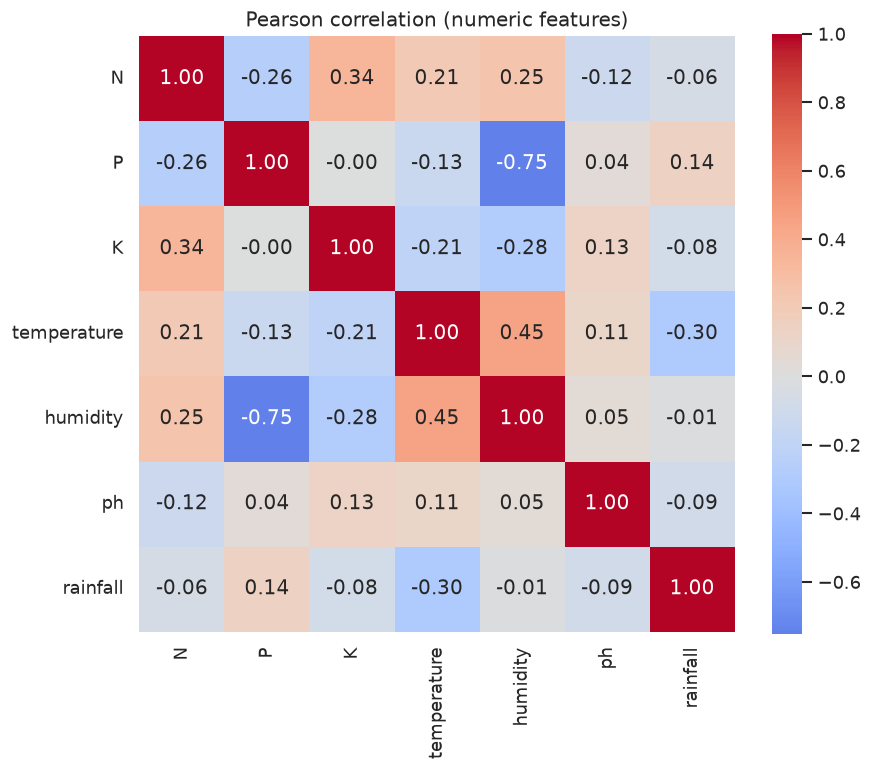 Pearson correlation (numeric features)
N 1.00 -0.26 0.34 0.21 0.25 -0.12 -0.06
P -0.26 1.00 -0.00 -0.13 -0.75 0.04 0.14
K 0.34 -0.00 1.00 -0.21 -0.28 0.13 -0.08
temperature 0.21 -0.13 -0.21 1.00 0.45 0.11 -0.30
humidity 0.25 -0.75 -0.28 0.45 1.00 0.05 -0.01
ph -0.12 0.04 0.13 0.11 0.05 1.00 -0.09
rainfall -0.06 0.14 -0.08 -0.30 -0.01 -0.09 1.00
N P K temperature humidity ph rainfall
1.0
0.8
0.6
0.4
0.2
0.0
−0.2
−0.4
−0.6